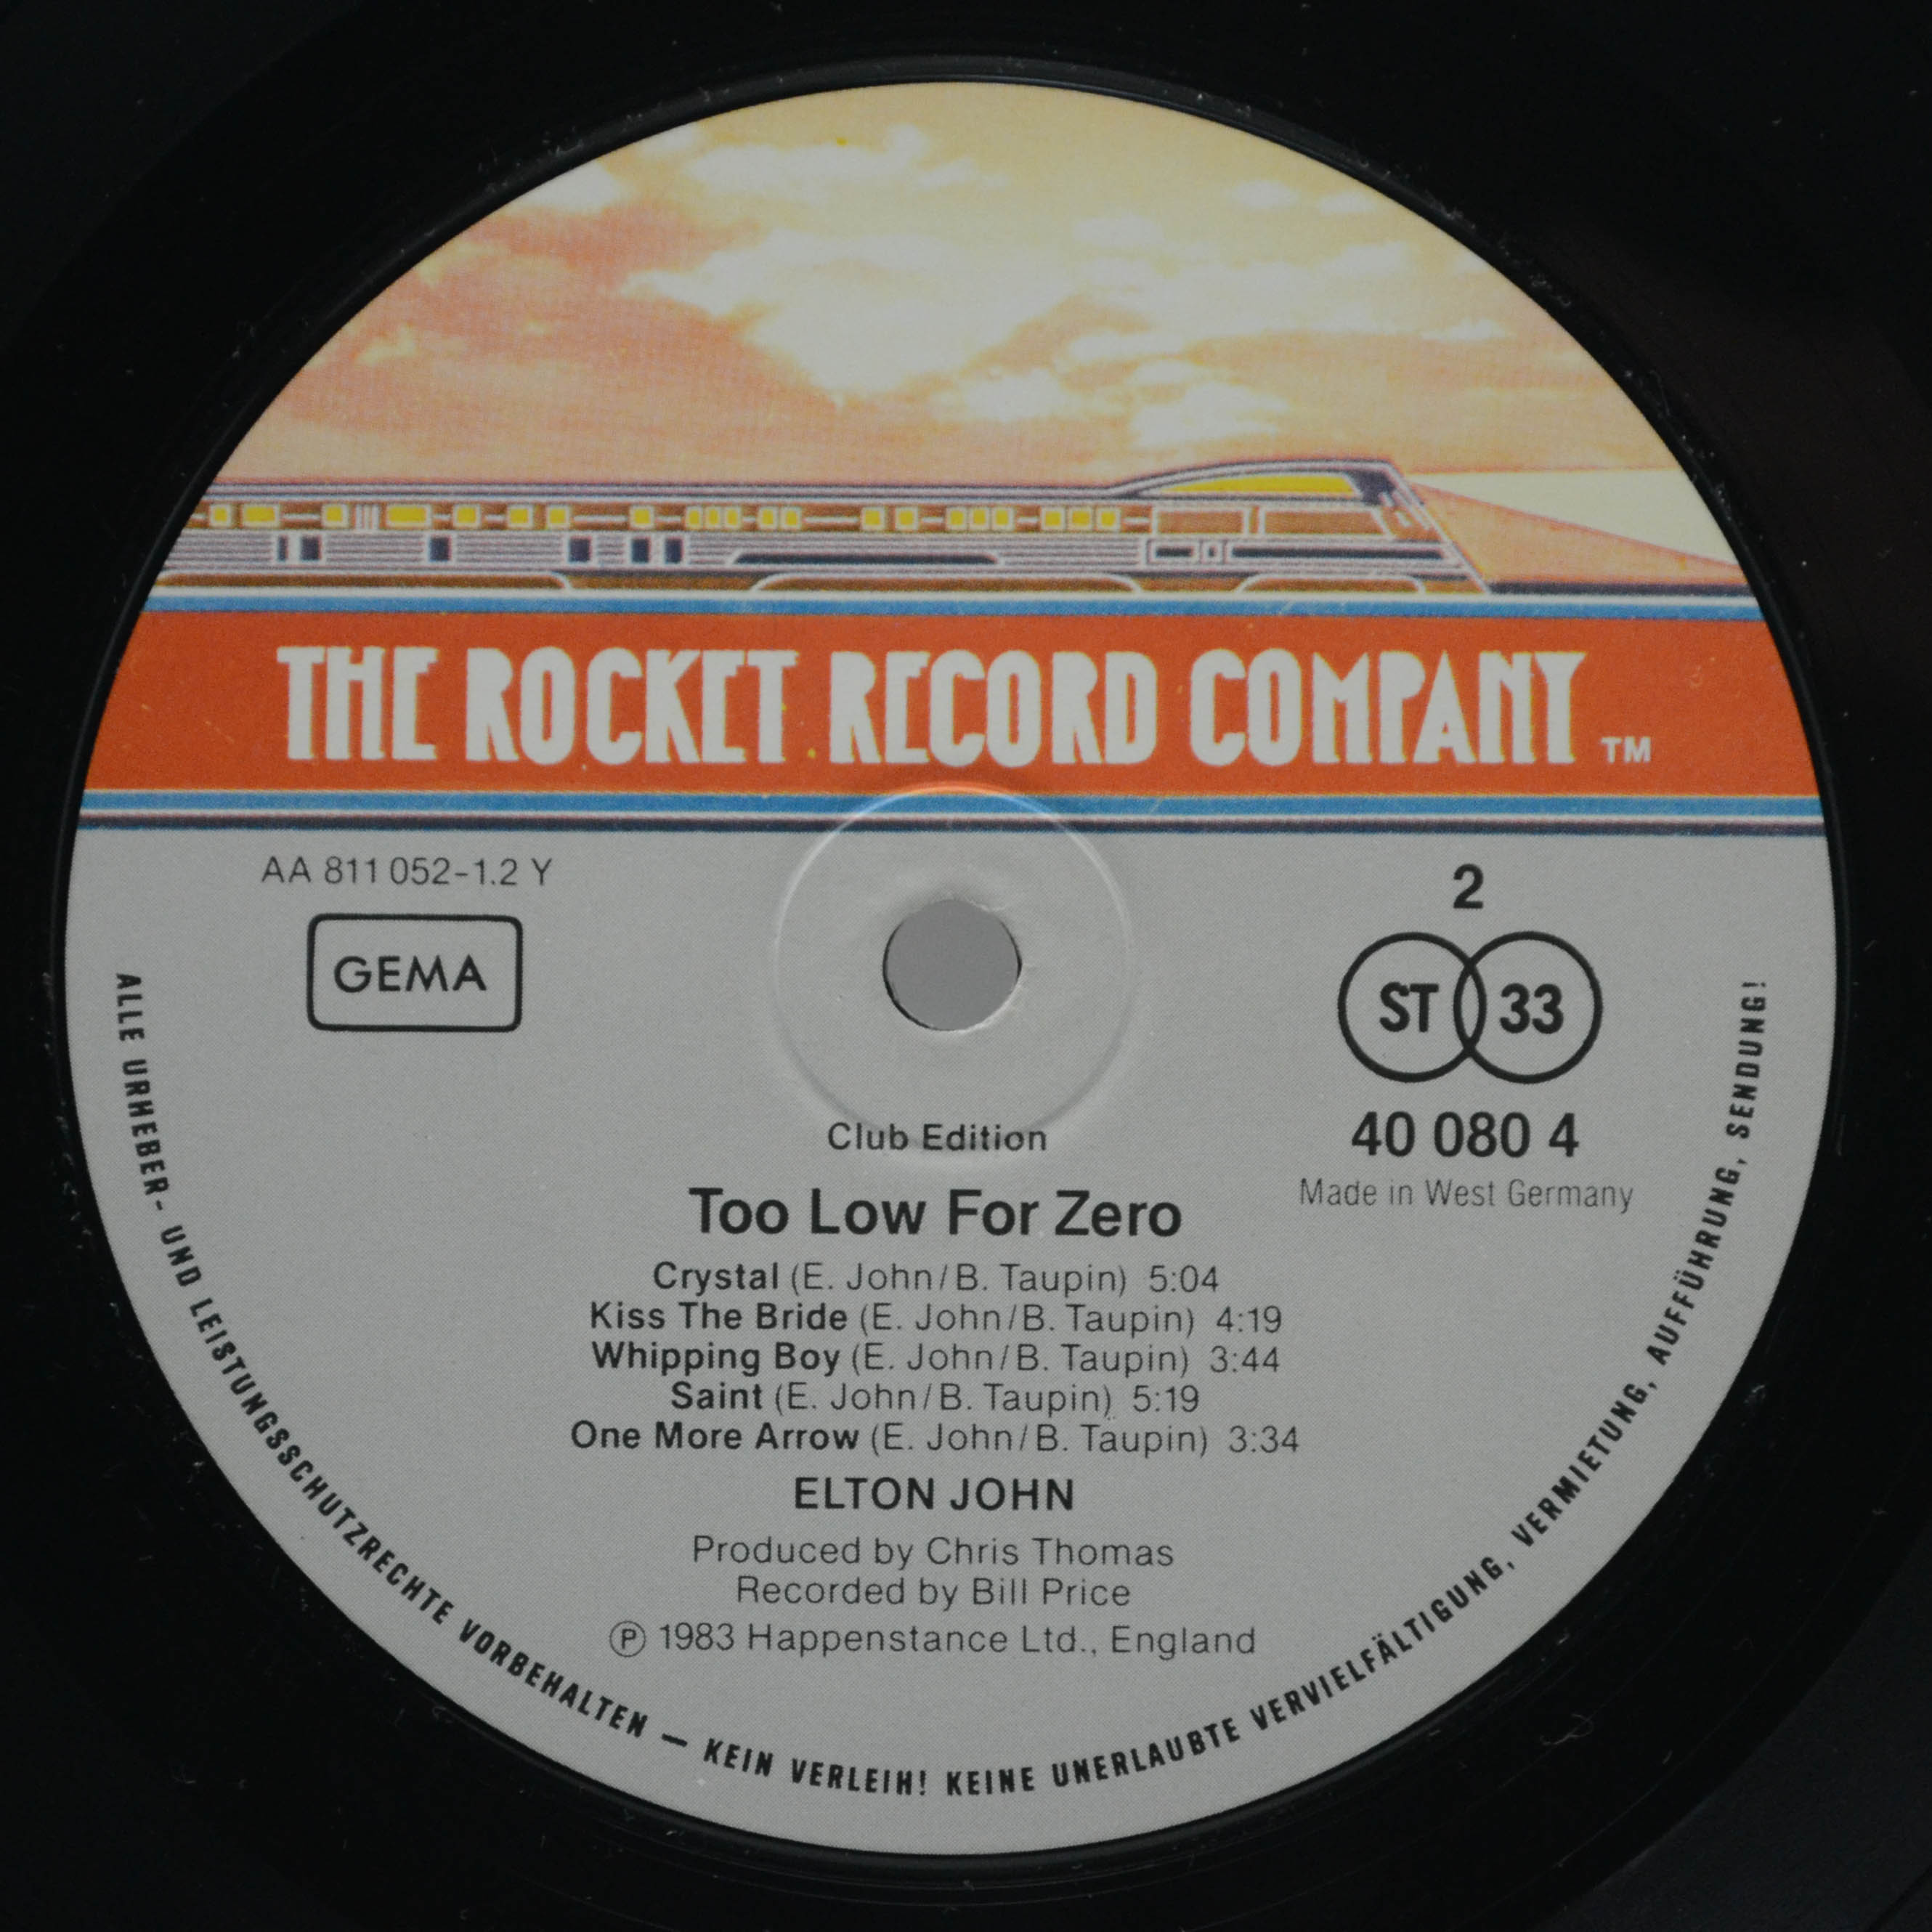 THE ROCKET RECORD COMPANY TM
AA 811 052-1.2 Y
GEMA
2
ST 33
40 080 4
Made in West Germany
Club Edition
Too Low For Zero
Crystal (E. John/B. Taupin) 5:04
Kiss The Bride (E. John/B. Taupin) 4:19
Whipping Boy (E. John/B. Taupin) 3:44
Saint (E. John/B. Taupin) 5:19
One More Arrow (E. John/B. Taupin) 3:34
ELTON JOHN
Produced by Chris Thomas
Recorded by Bill Price
Ⓟ 1983 Happenstance Ltd., England
ALLE URHEBER- UND LEISTUNGSSCHUTZRECHTE VORBEHALTEN — KEIN VERLEIH! KEINE UNERLAUBTE VERVIELFÄLTIGUNG, VERMIETUNG, AUFFÜHRUNG, SENDUNG!